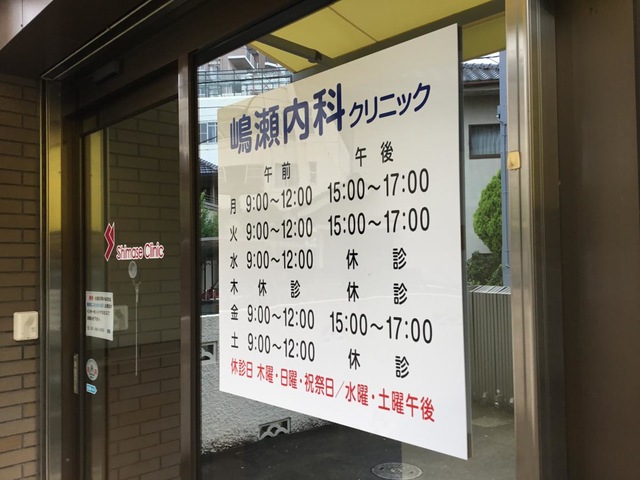 嶋瀬内科クリニック
午前 午後
月 9:00～12:00 15:00～17:00
火 9:00～12:00 15:00～17:00
水 9:00～12:00 休診
木 休診 休診
金 9:00～12:00 15:00～17:00
土 9:00～12:00 休診
休診日 木曜・日曜・祝祭日／水曜・土曜午後
Shimase Clinic